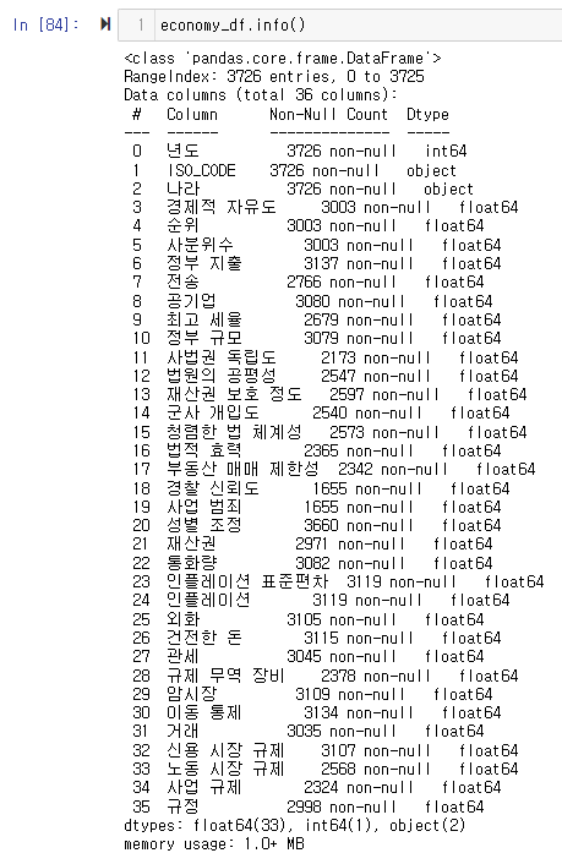 In [84]: 1 economy_df.info()
<class 'pandas.core.frame.DataFrame'>
RangeIndex: 3726 entries, 0 to 3725
Data columns (total 36 columns):
# Column Non-Null Count Dtype
--- ------ -------------- -----
0 년도 3726 non-null int64
1 ISO_CODE 3726 non-null object
2 나라 3726 non-null object
3 경제적 자유도 3003 non-null float64
4 순위 3003 non-null float64
5 사분위수 3003 non-null float64
6 정부 지출 3137 non-null float64
7 전송 2766 non-null float64
8 공기업 3080 non-null float64
9 최고 세율 2679 non-null float64
10 정부 규모 3079 non-null float64
11 사법권 독립도 2173 non-null float64
12 법원의 공평성 2547 non-null float64
13 재산권 보호 정도 2597 non-null float64
14 군사 개입도 2540 non-null float64
15 청렴한 법 체계성 2573 non-null float64
16 법적 효력 2365 non-null float64
17 부동산 매매 제한성 2342 non-null float64
18 경찰 신뢰도 1655 non-null float64
19 사업 범죄 1655 non-null float64
20 성별 조정 3660 non-null float64
21 재산권 2971 non-null float64
22 통화량 3082 non-null float64
23 인플레이션 표준편차 3119 non-null float64
24 인플레이션 3119 non-null float64
25 외화 3105 non-null float64
26 건전한 돈 3115 non-null float64
27 관세 3045 non-null float64
28 규제 무역 장비 2378 non-null float64
29 암시장 3109 non-null float64
30 이동 통제 3134 non-null float64
31 거래 3035 non-null float64
32 신용 시장 규제 3107 non-null float64
33 노동 시장 규제 2568 non-null float64
34 사업 규제 2324 non-null float64
35 규정 2998 non-null float64
dtypes: float64(33), int64(1), object(2)
memory usage: 1.0+ MB